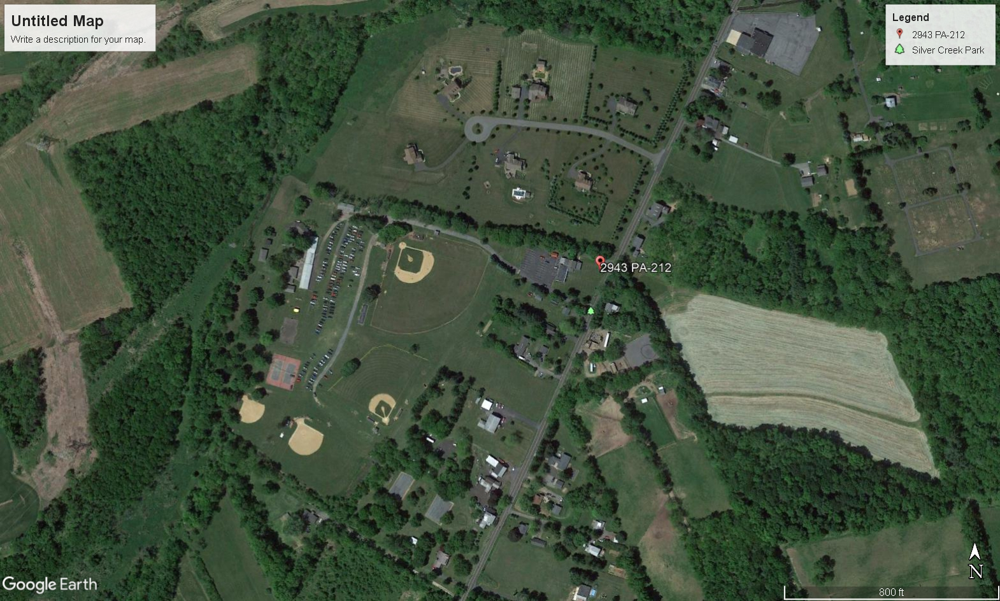 Untitled Map
Write a description for your map.
Legend
2943 PA-212
Silver Creek Park
2943 PA-212
Google Earth
N
800 ft